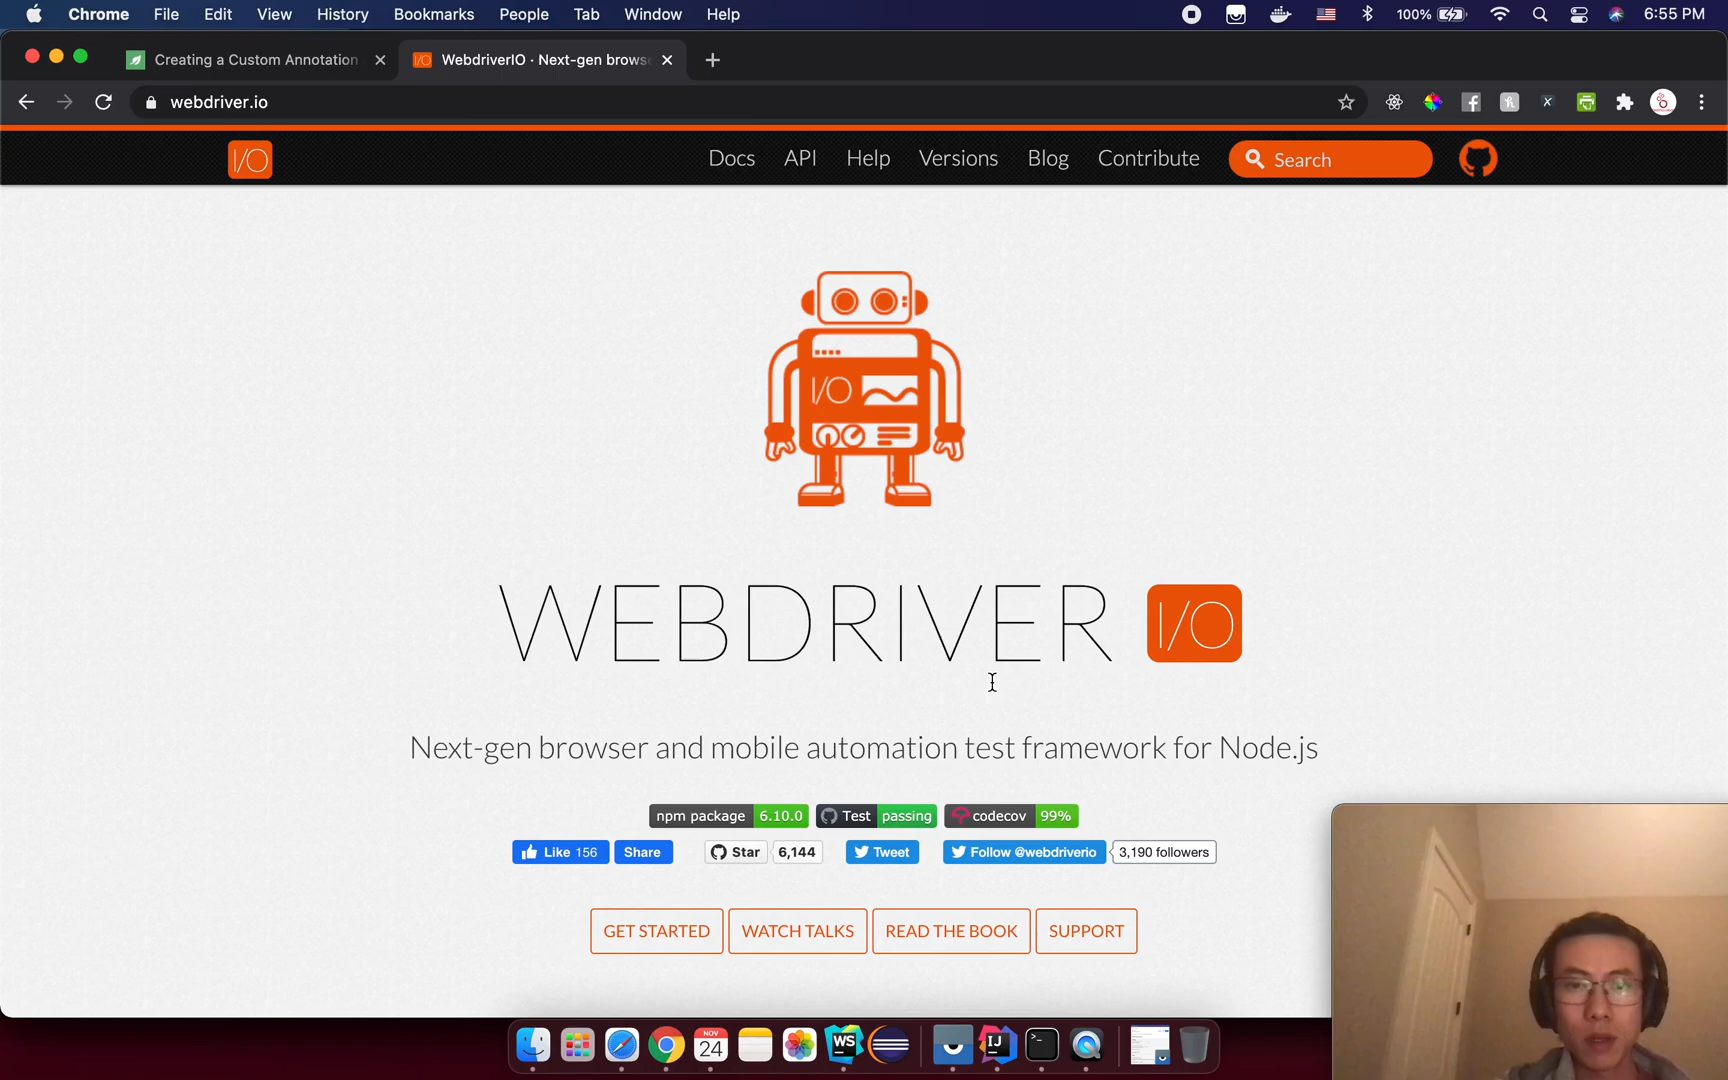 Chrome File Edit View History Bookmarks People Tab Window Help 100% 6:55 PM
Creating a Custom Annotation WebdriverIO · Next-gen brows
webdriver.io
I/O Docs API Help Versions Blog Contribute Search
I/O
WEBDRIVER I/O
Next-gen browser and mobile automation test framework for Node.js
npm package 6.10.0 Test passing codecov 99%
Like 156 Share Star 6,144 Tweet Follow @webdriverio 3,190 followers
GET STARTED WATCH TALKS READ THE BOOK SUPPORT
NOV
24 WS IJ